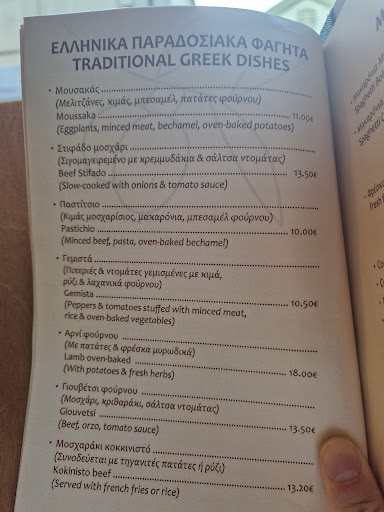 ΕΛΛΗΝΙΚΑ ΠΑΡΑΔΟΣΙΑΚΑ ΦΑΓΗΤΑ
TRADITIONAL GREEK DISHES
• Μουσακάς
(Μελιτζάνες, κιμάς, μπεσαμέλ, πατάτες φούρνου)
Moussaka 11.00€
(Eggplants, minced meat, bechamel, oven-baked potatoes)
• Στιφάδο μοσχάρι
(Σιγομαγειρεμένο με κρεμμυδάκια & σάλτσα ντομάτας)
Beef Stifado 13.50€
(Slow-cooked with onions & tomato sauce)
• Παστίτσιο
(Κιμάς μοσχαρίσιος, μακαρόνια, μπεσαμέλ φούρνου)
Pastichio 10.00€
(Minced beef, pasta, oven-baked bechamel)
• Γεμιστά
(Πιπεριές & ντομάτες γεμισμένες με κιμά,
ρύζι & λαχανικά φούρνου)
Gemista 10.50€
(Peppers & tomatoes stuffed with minced meat,
rice & oven-baked vegetables)
• Αρνί φούρνου
(Με πατάτες & φρέσκα μυρωδικά)
Lamb oven-baked 18.00€
(With potatoes & fresh herbs)
• Γιουβέτσι φούρνου
(Μοσχάρι, κριθαράκι, σάλτσα ντομάτας)
Giouvetsi 13.50€
(Beef, orzo, tomato sauce)
• Μοσχαράκι κοκκινιστό
(Συνοδεύεται με τηγανιτές πατάτες ή ρύζι)
Kokinisto beef 13.20€
(Served with french fries or rice)